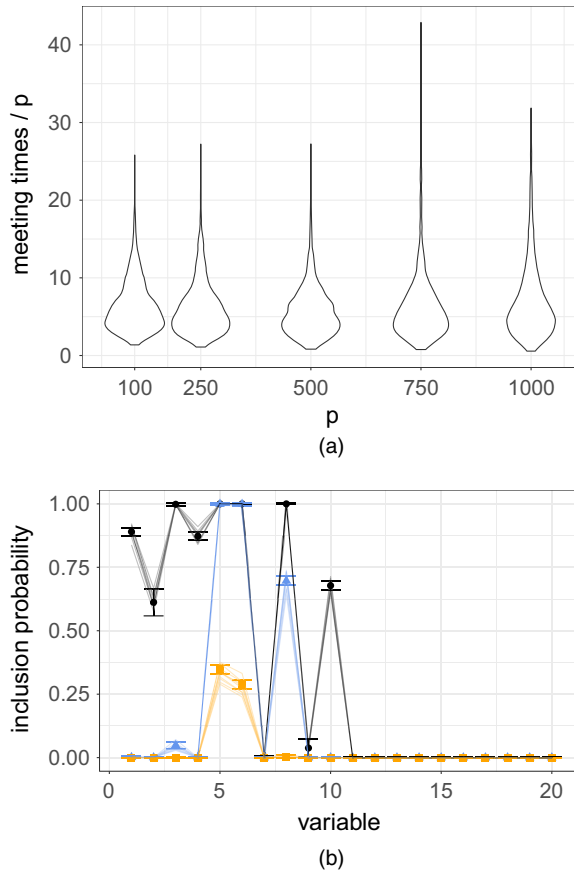 meeting times / p
40
30
20
10
0
100 250 500 750 1000
p
(a)
inclusion probability
1.00
0.75
0.50
0.25
0.00
0 5 10 15 20
variable
(b)